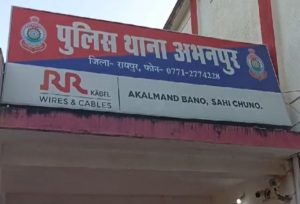 पुलिस थाना अभनपुर
जिला- रायपुर, फोन- 0771-2774228
RR KABEL
WIRES & CABLES
AKALMAND BANO, SAHI CHUNO.